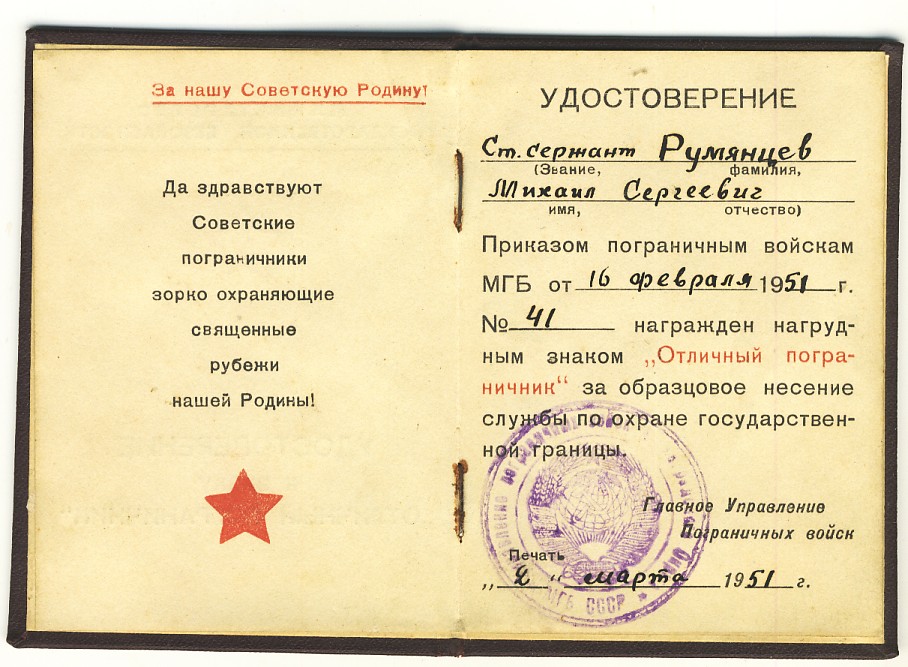 За нашу Советскую Родину!
Да здравствуют
Советские
пограничники
зорко охраняющие
священные
рубежи
нашей Родины!
УДОСТОВЕРЕНИЕ
Ст. сержант Румянцев
(Звание, фамилия,
Михаил Сергеевич
имя, отчество)
Приказом пограничным войскам
МГБ от 16 февраля 1951 г.
№ 41 награжден нагруд-
ным знаком „Отличный погра-
ничник“ за образцовое несение
службы по охране государствен-
ной границы.
Главное Управление
Пограничных войск
Печать
„2“ марта 1951 г.
МГБ СССР